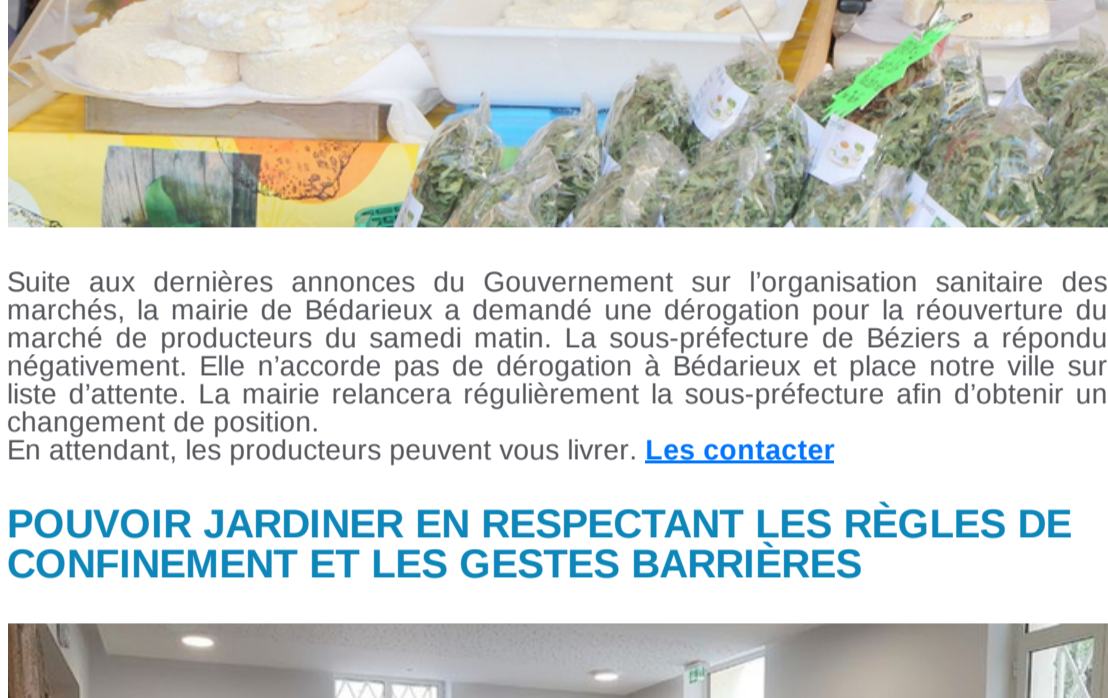 Suite aux dernières annonces du Gouvernement sur l’organisation sanitaire des
marchés, la mairie de Bédarieux a demandé une dérogation pour la réouverture du
marché de producteurs du samedi matin. La sous-préfecture de Béziers a répondu
négativement. Elle n’accorde pas de dérogation à Bédarieux et place notre ville sur
liste d’attente. La mairie relancera régulièrement la sous-préfecture afin d’obtenir un
changement de position.
En attendant, les producteurs peuvent vous livrer. Les contacter
POUVOIR JARDINER EN RESPECTANT LES RÈGLES DE
CONFINEMENT ET LES GESTES BARRIÈRES